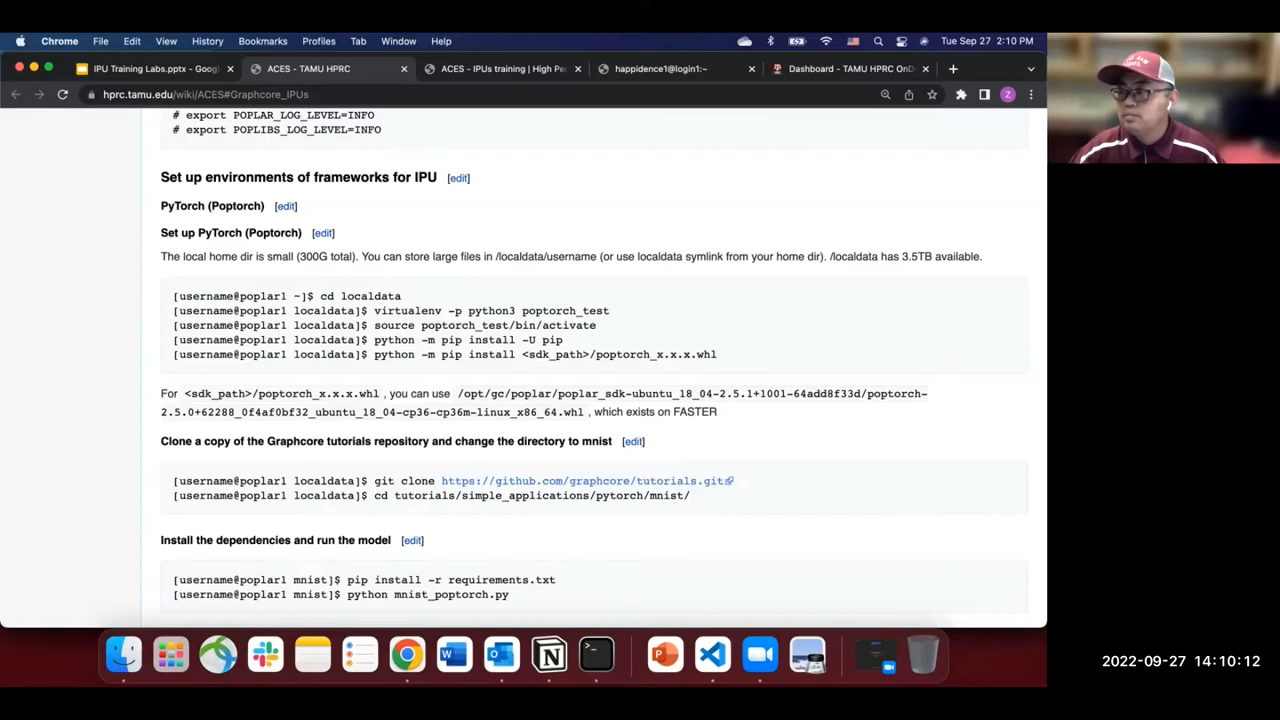 Chrome File Edit View History Bookmarks Profiles Tab Window Help Tue Sep 27 2:10 PM
IPU Training Labs.pptx - Goog ACES - TAMU HPRC ACES - IPUs training | High Pe happidence1@login1:~ Dashboard - TAMU HPRC OnD
hprc.tamu.edu/wiki/ACES#Graphcore_IPUs
# export POPLAR_LOG_LEVEL=INFO
# export POPLIBS_LOG_LEVEL=INFO
Set up environments of frameworks for IPU [edit]
PyTorch (Poptorch) [edit]
Set up PyTorch (Poptorch) [edit]
The local home dir is small (300G total). You can store large files in /localdata/username (or use localdata symlink from your home dir). /localdata has 3.5TB available.
[username@poplar1 ~]$ cd localdata
[username@poplar1 localdata]$ virtualenv -p python3 poptorch_test
[username@poplar1 localdata]$ source poptorch_test/bin/activate
[username@poplar1 localdata]$ python -m pip install -U pip
[username@poplar1 localdata]$ python -m pip install <sdk_path>/poptorch_x.x.x.whl
For <sdk_path>/poptorch_x.x.x.whl , you can use /opt/gc/poplar/poplar_sdk-ubuntu_18_04-2.5.1+1001-64add8f33d/poptorch-
2.5.0+62288_0f4af0bf32_ubuntu_18_04-cp36-cp36m-linux_x86_64.whl , which exists on FASTER
Clone a copy of the Graphcore tutorials repository and change the directory to mnist [edit]
[username@poplar1 localdata]$ git clone https://github.com/graphcore/tutorials.git
[username@poplar1 localdata]$ cd tutorials/simple_applications/pytorch/mnist/
Install the dependencies and run the model [edit]
[username@poplar1 mnist]$ pip install -r requirements.txt
[username@poplar1 mnist]$ python mnist_poptorch.py
2022-09-27 14:10:12